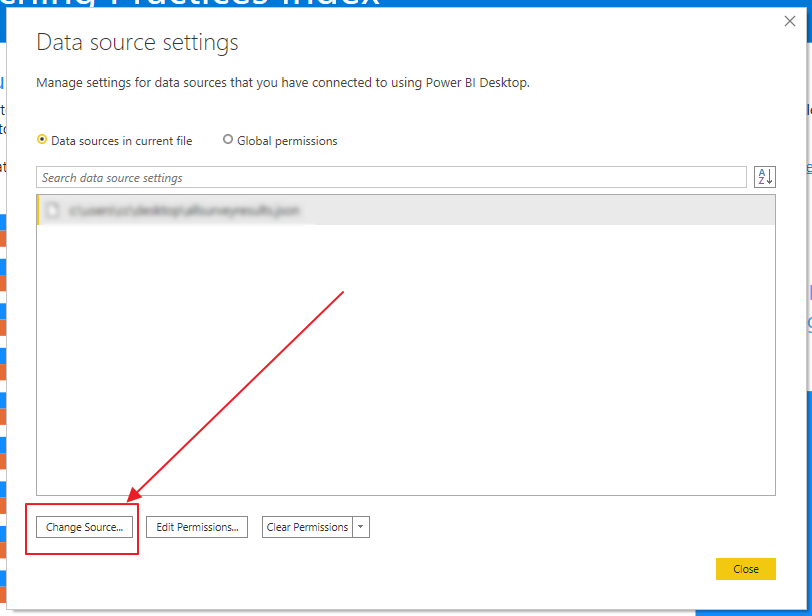 Data source settings
Manage settings for data sources that you have connected to using Power BI Desktop.
Data sources in current file
Global permissions
Search data source settings
A
Z
Change Source...
Edit Permissions...
Clear Permissions
Close